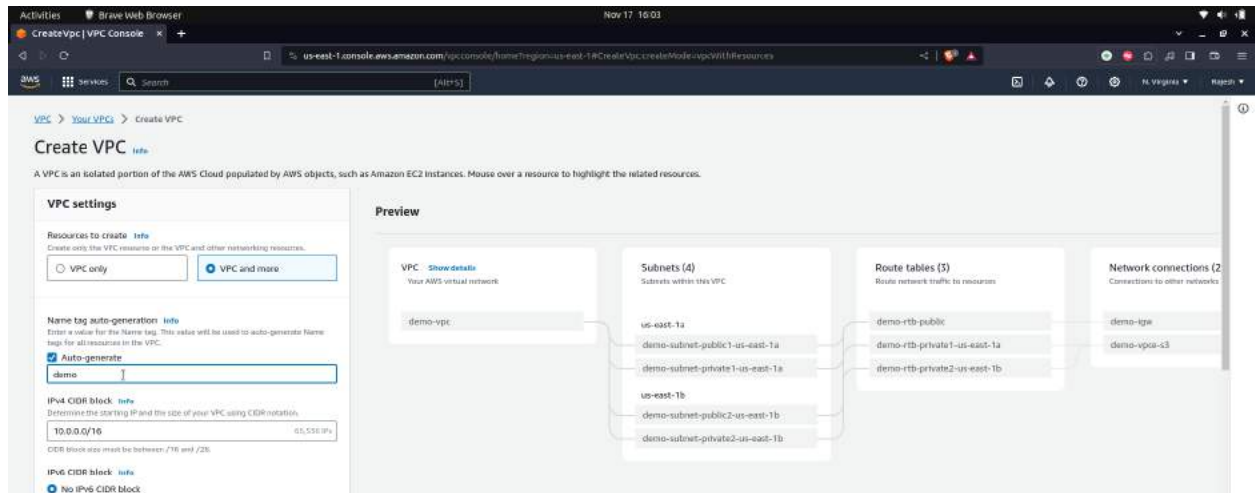 Activities Brave Web Browser Nov 17 16:03
CreateVpc | VPC Console × +
us-east-1.console.aws.amazon.com/vpcconsole/home?region=us-east-1#CreateVpc:createMode=vpcWithResources
aws Services Search [Alt+S] N. Virginia Rajesh
VPC > Your VPCs > Create VPC
Create VPC Info
A VPC is an isolated portion of the AWS Cloud populated by AWS objects, such as Amazon EC2 instances. Mouse over a resource to highlight the related resources.
VPC settings
Resources to create Info
Create only the VPC resource or the VPC and other networking resources.
VPC only
VPC and more
Name tag auto-generation Info
Enter a value for the Name tag. This value will be used to auto-generate Name
tags for all resources in the VPC.
Auto-generate
demo
IPv4 CIDR block Info
Determine the starting IP and the size of your VPC using CIDR notation.
10.0.0.0/16 65,536 IPs
CIDR block size must be between /16 and /28.
IPv6 CIDR block Info
No IPv6 CIDR block
Preview
VPC Show details
Your AWS virtual network
demo-vpc
Subnets (4)
Subnets within this VPC
us-east-1a
demo-subnet-public1-us-east-1a
demo-subnet-private1-us-east-1a
us-east-1b
demo-subnet-public2-us-east-1b
demo-subnet-private2-us-east-1b
Route tables (3)
Route network traffic to resources
demo-rtb-public
demo-rtb-private1-us-east-1a
demo-rtb-private2-us-east-1b
Network connections (2
Connections to other networks
demo-igw
demo-vpce-s3